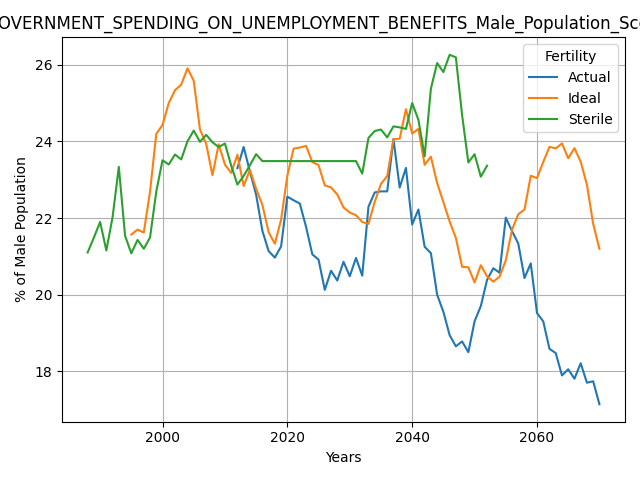 OVERNMENT_SPENDING_ON_UNEMPLOYMENT_BENEFITS_Male_Population_Sc
Fertility
Actual
Ideal
Sterile
% of Male Population
26
24
22
20
18
2000
2020
2040
2060
Years